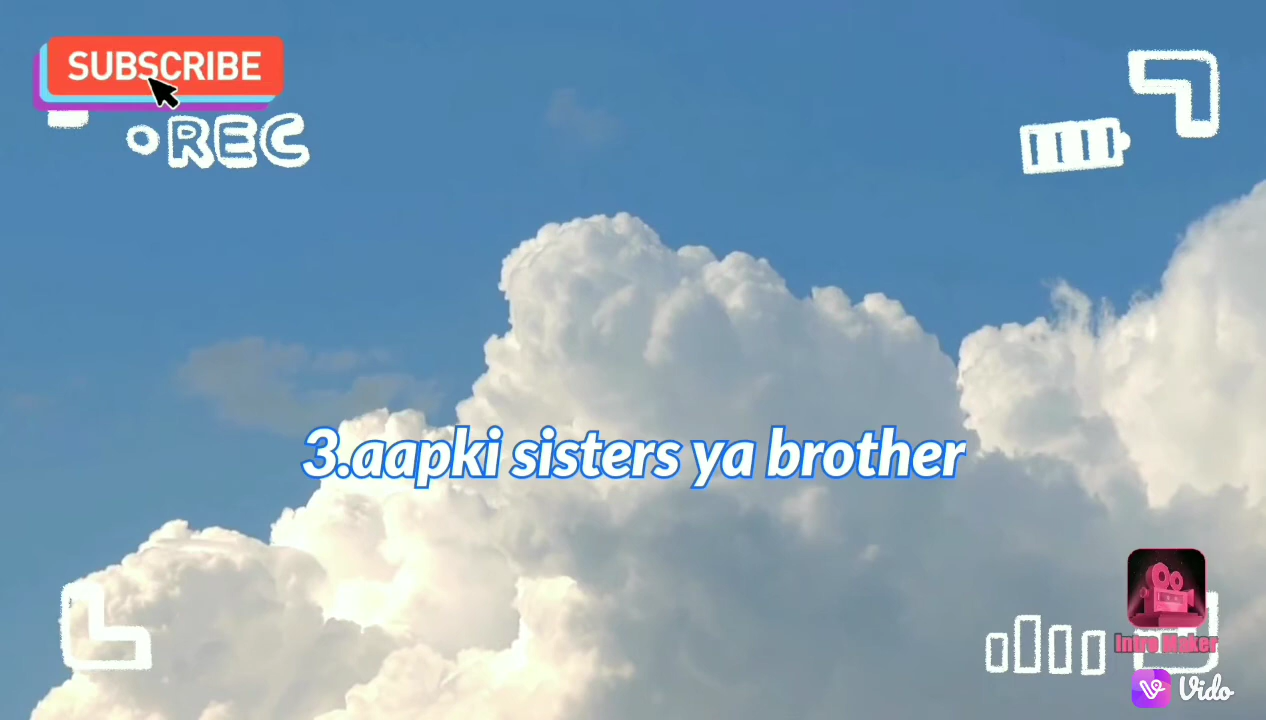 SUBSCRIBE
REC
3.aapki sisters ya brother
Intro Maker
Vido